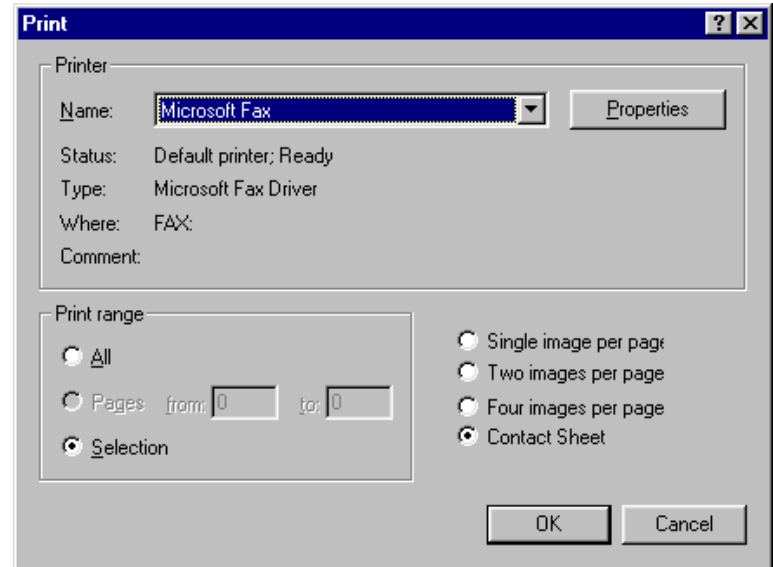 Print
Printer
Name: Microsoft Fax Properties
Status: Default printer; Ready
Type: Microsoft Fax Driver
Where: FAX:
Comment:
Print range
All
Pages from: 0 to: 0
Selection
Single image per page
Two images per page
Four images per page
Contact Sheet
OK Cancel